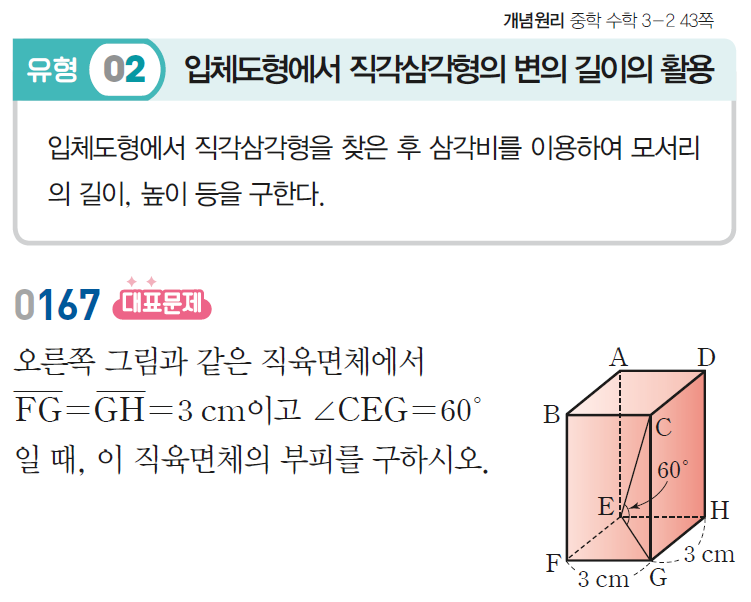 개념원리 중학 수학 3-2 43쪽
유형 02 입체도형에서 직각삼각형의 변의 길이의 활용
입체도형에서 직각삼각형을 찾은 후 삼각비를 이용하여 모서리
의 길이, 높이 등을 구한다.
0167 대표문제
오른쪽 그림과 같은 직육면체에서
F̅G̅=G̅H̅=3 cm이고 ∠CEG=60°
일 때, 이 직육면체의 부피를 구하시오.
A D
B C
60°
E H
F G
3 cm 3 cm